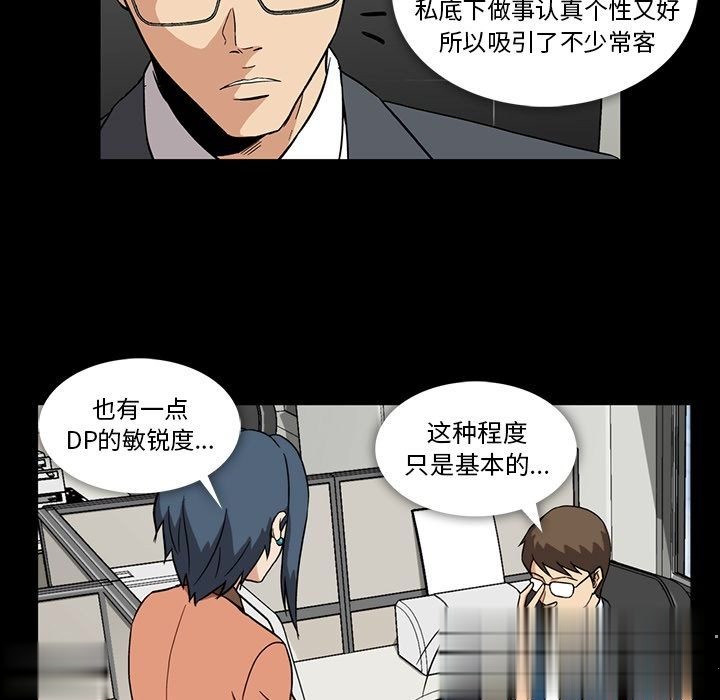 私底下做事认真个性又好
所以吸引了不少常客
也有一点
DP的敏锐度...
这种程度
只是基本的...